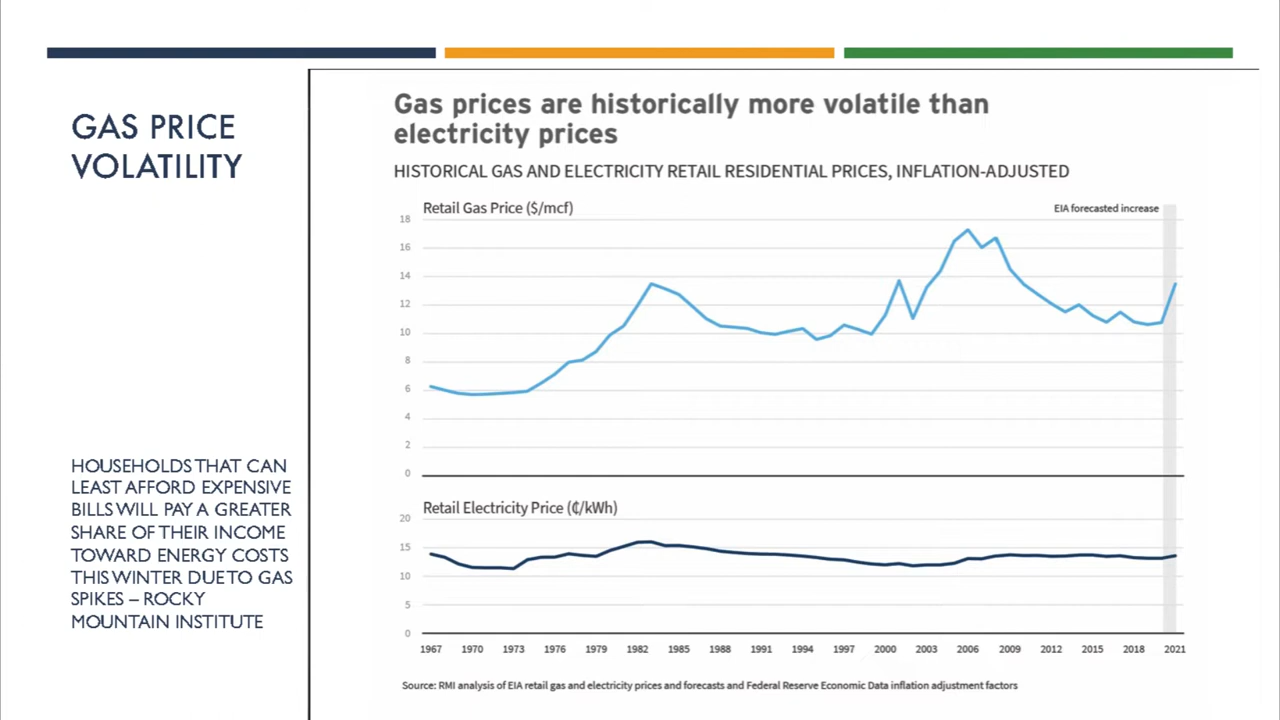 GAS PRICE
VOLATILITY
HOUSEHOLDS THAT CAN
LEAST AFFORD EXPENSIVE
BILLS WILL PAY A GREATER
SHARE OF THEIR INCOME
TOWARD ENERGY COSTS
THIS WINTER DUE TO GAS
SPIKES – ROCKY
MOUNTAIN INSTITUTE
Gas prices are historically more volatile than
electricity prices
HISTORICAL GAS AND ELECTRICITY RETAIL RESIDENTIAL PRICES, INFLATION-ADJUSTED
Retail Gas Price ($/mcf)
EIA forecasted increase
18
16
14
12
10
8
6
4
2
0
Retail Electricity Price (₵/kWh)
20
15
10
5
0
1967 1970 1973 1976 1979 1982 1985 1988 1991 1994 1997 2000 2003 2006 2009 2012 2015 2018 2021
Source: RMI analysis of EIA retail gas and electricity prices and forecasts and Federal Reserve Economic Data inflation adjustment factors